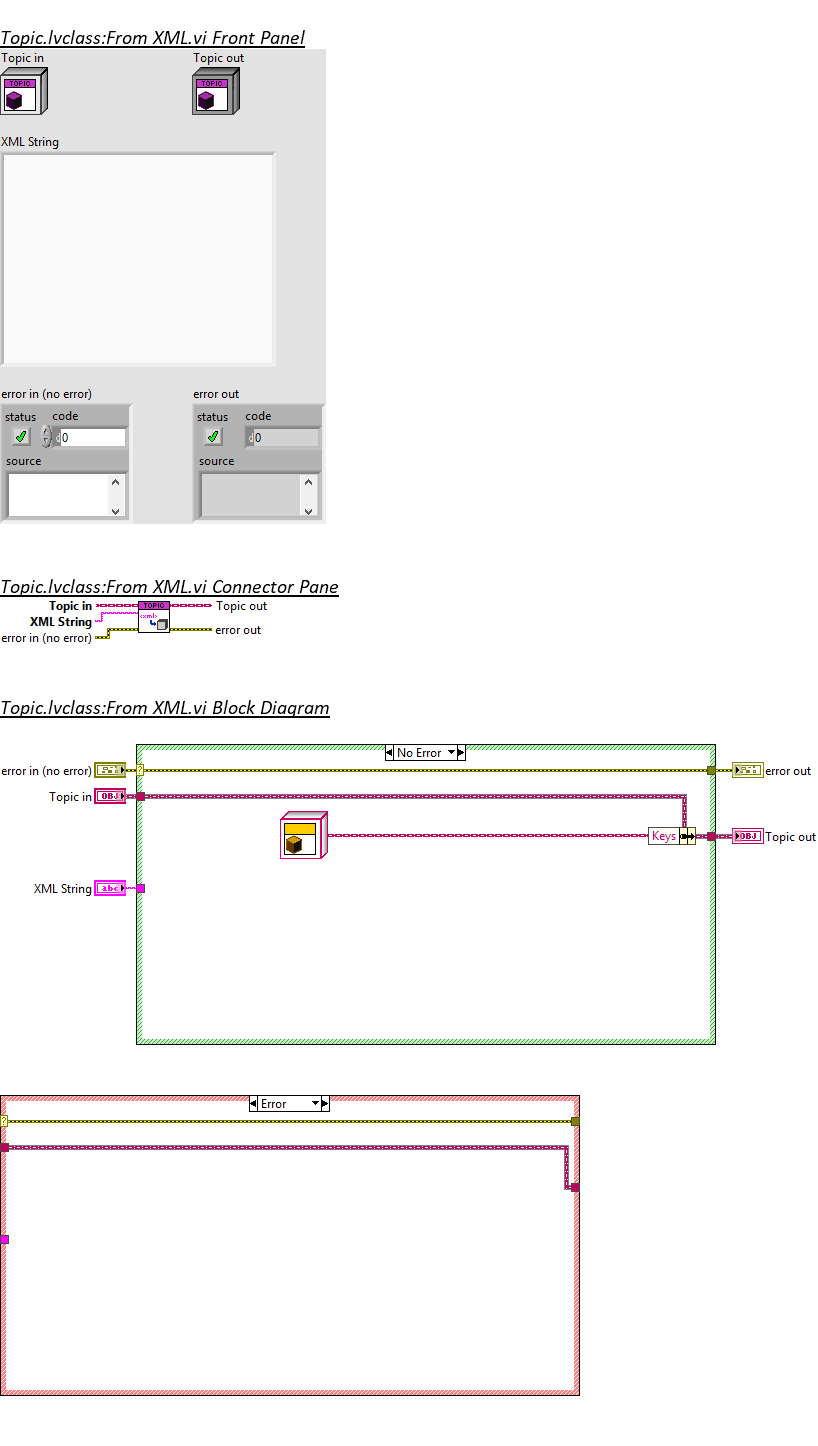 Topic.lvclass:From XML.vi Front Panel
Topic in
Topic out
TOPIC
TOPIC
XML String
error in (no error)
error out
status
code
status
code
d
0
d
0
source
source
Topic.lvclass:From XML.vi Connector Pane
Topic in
TOPIC
Topic out
XML String
<xml>
error in (no error)
error out
Topic.lvclass:From XML.vi Block Diagram
No Error
error in (no error)
?
error out
Topic in
OBJ
Keys
OBJ
Topic out
XML String
abc
Error
?